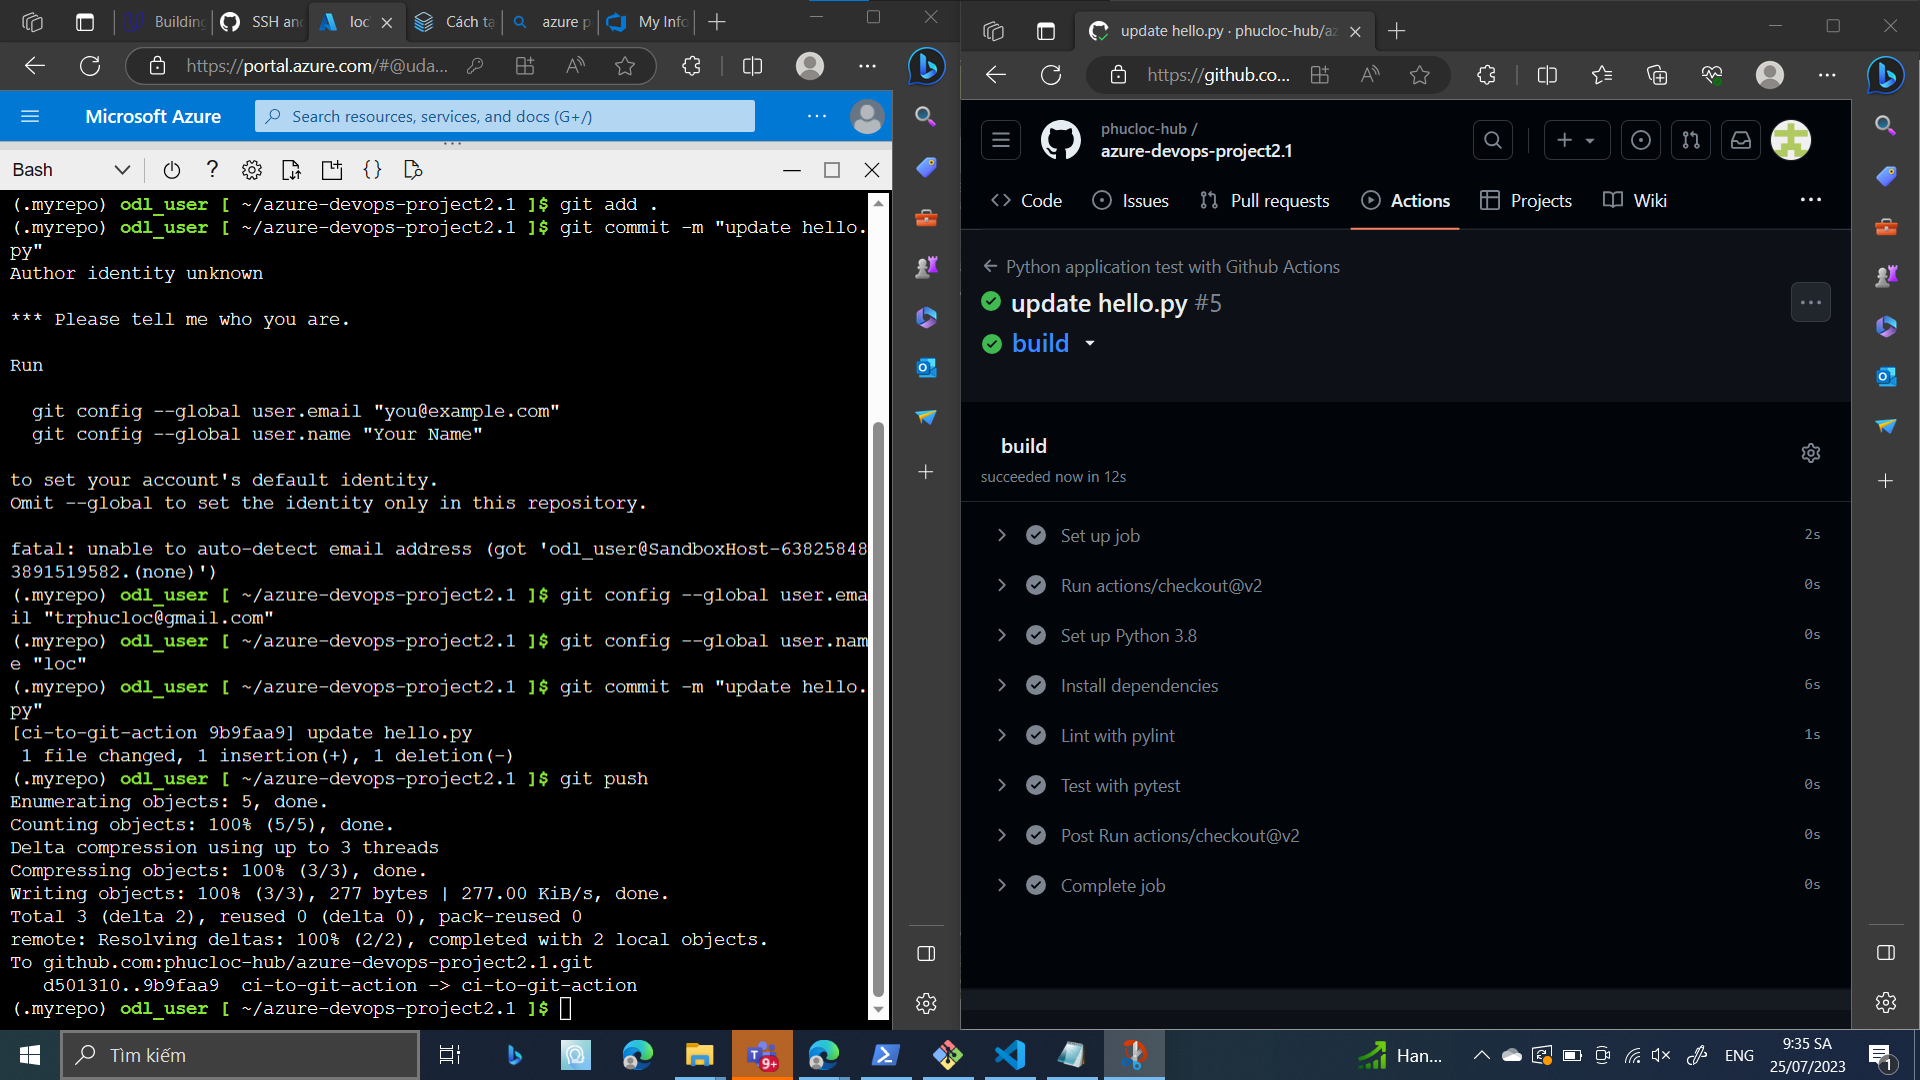 Building
SSH an
loc
Cách tạ
azure p
My Info
https://portal.azure.com/#@uda...
Microsoft Azure
Search resources, services, and docs (G+/)
Bash
(.myrepo) odl_user [ ~/azure-devops-project2.1 ]$ git add .
(.myrepo) odl_user [ ~/azure-devops-project2.1 ]$ git commit -m "update hello.
py"
Author identity unknown
*** Please tell me who you are.
Run
git config --global user.email "you@example.com"
git config --global user.name "Your Name"
to set your account's default identity.
Omit --global to set the identity only in this repository.
fatal: unable to auto-detect email address (got 'odl_user@SandboxHost-63825848
3891519582.(none)')
(.myrepo) odl_user [ ~/azure-devops-project2.1 ]$ git config --global user.ema
il "trphucloc@gmail.com"
(.myrepo) odl_user [ ~/azure-devops-project2.1 ]$ git config --global user.nam
e "loc"
(.myrepo) odl_user [ ~/azure-devops-project2.1 ]$ git commit -m "update hello.
py"
[ci-to-git-action 9b9faa9] update hello.py
1 file changed, 1 insertion(+), 1 deletion(-)
(.myrepo) odl_user [ ~/azure-devops-project2.1 ]$ git push
Enumerating objects: 5, done.
Counting objects: 100% (5/5), done.
Delta compression using up to 3 threads
Compressing objects: 100% (3/3), done.
Writing objects: 100% (3/3), 277 bytes | 277.00 KiB/s, done.
Total 3 (delta 2), reused 0 (delta 0), pack-reused 0
remote: Resolving deltas: 100% (2/2), completed with 2 local objects.
To github.com:phucloc-hub/azure-devops-project2.1.git
d501310..9b9faa9  ci-to-git-action -> ci-to-git-action
(.myrepo) odl_user [ ~/azure-devops-project2.1 ]$
update hello.py · phucloc-hub/az
https://github.co...
phucloc-hub /
azure-devops-project2.1
Code
Issues
Pull requests
Actions
Projects
Wiki
Python application test with Github Actions
update hello.py #5
build
build
succeeded now in 12s
Set up job 2s
Run actions/checkout@v2 0s
Set up Python 3.8 0s
Install dependencies 6s
Lint with pylint 1s
Test with pytest 0s
Post Run actions/checkout@v2 0s
Complete job 0s
Tìm kiếm
9+
Han...
ENG
9:35 SA
25/07/2023
1